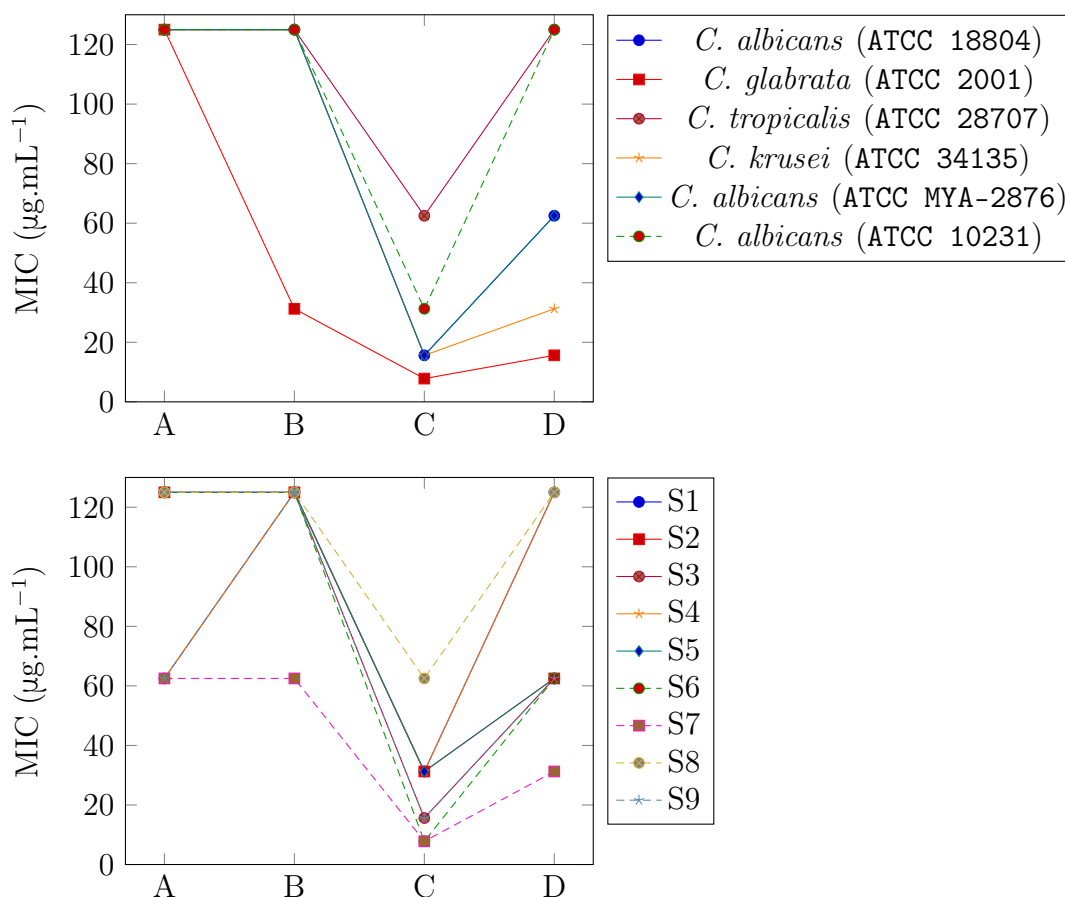 120
100
80
60
40
20
0
MIC (µg.mL⁻¹)
A B C D
C. albicans (ATCC 18804)
C. glabrata (ATCC 2001)
C. tropicalis (ATCC 28707)
C. krusei (ATCC 34135)
C. albicans (ATCC MYA-2876)
C. albicans (ATCC 10231)
120
100
80
60
40
20
0
MIC (µg.mL⁻¹)
A B C D
S1
S2
S3
S4
S5
S6
S7
S8
S9